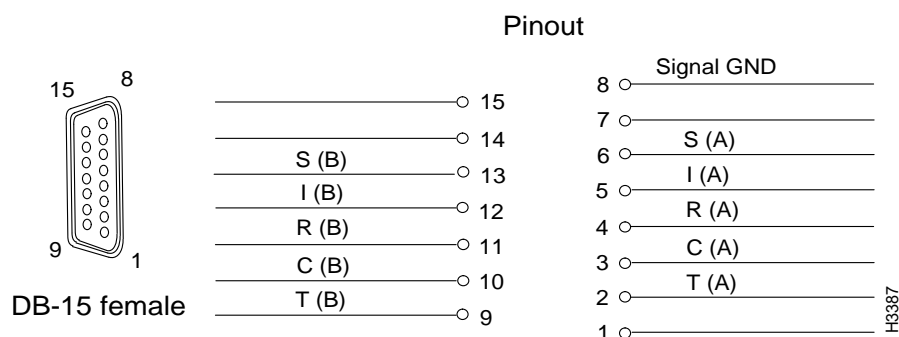 Pinout
15
8
9
1
DB-15 female
15
14
S (B)
13
I (B)
12
R (B)
11
C (B)
10
T (B)
9
Signal GND
8
7
S (A)
6
I (A)
5
R (A)
4
C (A)
3
T (A)
2
1
H3387